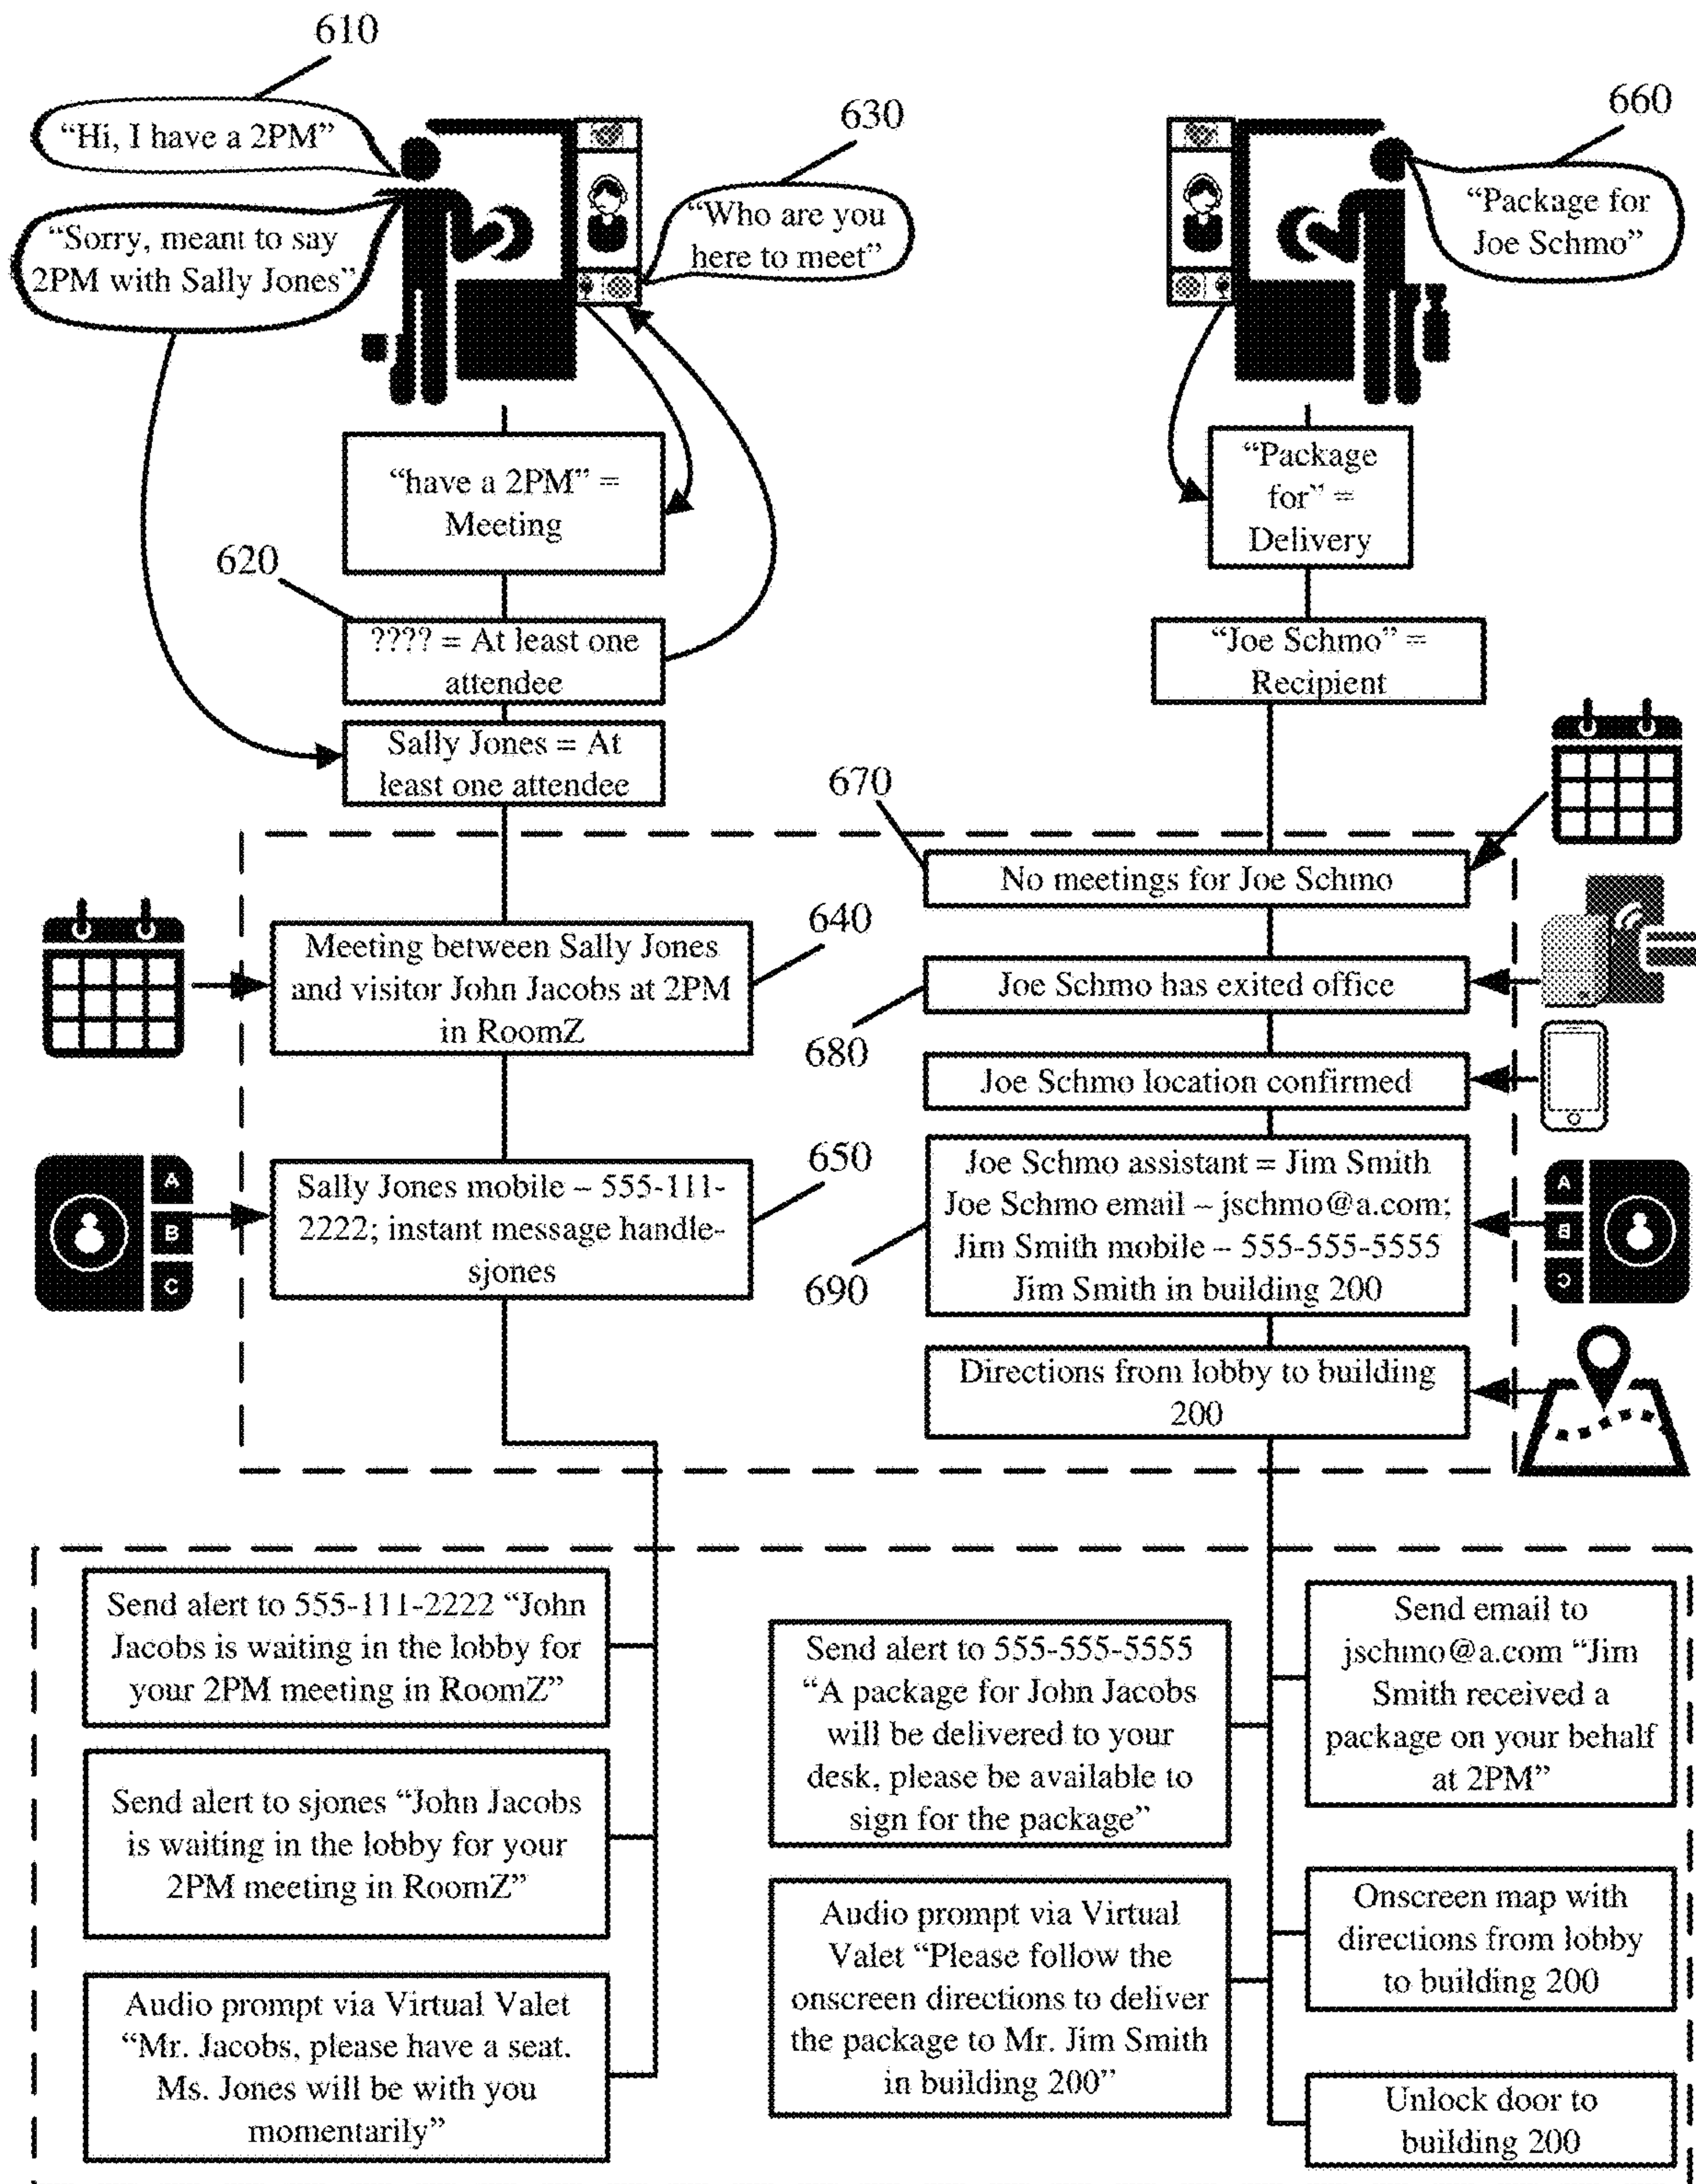 610
“Hi, I have a 2PM”
“Sorry, meant to say
2PM with Sally Jones”
630
“Who are you
here to meet”
“have a 2PM” =
Meeting
620
???? = At least one
attendee
Sally Jones = At
least one attendee
640
Meeting between Sally Jones
and visitor John Jacobs at 2PM
in RoomZ
A
B
C
650
Sally Jones mobile – 555-111-
2222; instant message handle-
sjones
660
“Package for
Joe Schmo”
“Package
for” =
Delivery
“Joe Schmo” =
Recipient
670
No meetings for Joe Schmo
680
Joe Schmo has exited office
Joe Schmo location confirmed
690
Joe Schmo assistant = Jim Smith
Joe Schmo email – jschmo@a.com;
Jim Smith mobile – 555-555-5555
Jim Smith in building 200
A
B
C
Directions from lobby to building
200
Send alert to 555-111-2222 “John
Jacobs is waiting in the lobby for
your 2PM meeting in RoomZ”
Send alert to sjones “John Jacobs
is waiting in the lobby for your
2PM meeting in RoomZ”
Audio prompt via Virtual Valet
“Mr. Jacobs, please have a seat.
Ms. Jones will be with you
momentarily”
Send alert to 555-555-5555
“A package for John Jacobs
will be delivered to your
desk, please be available to
sign for the package”
Audio prompt via Virtual
Valet “Please follow the
onscreen directions to deliver
the package to Mr. Jim Smith
in building 200”
Send email to
jschmo@a.com “Jim
Smith received a
package on your behalf
at 2PM”
Onscreen map with
directions from lobby
to building 200
Unlock door to
building 200